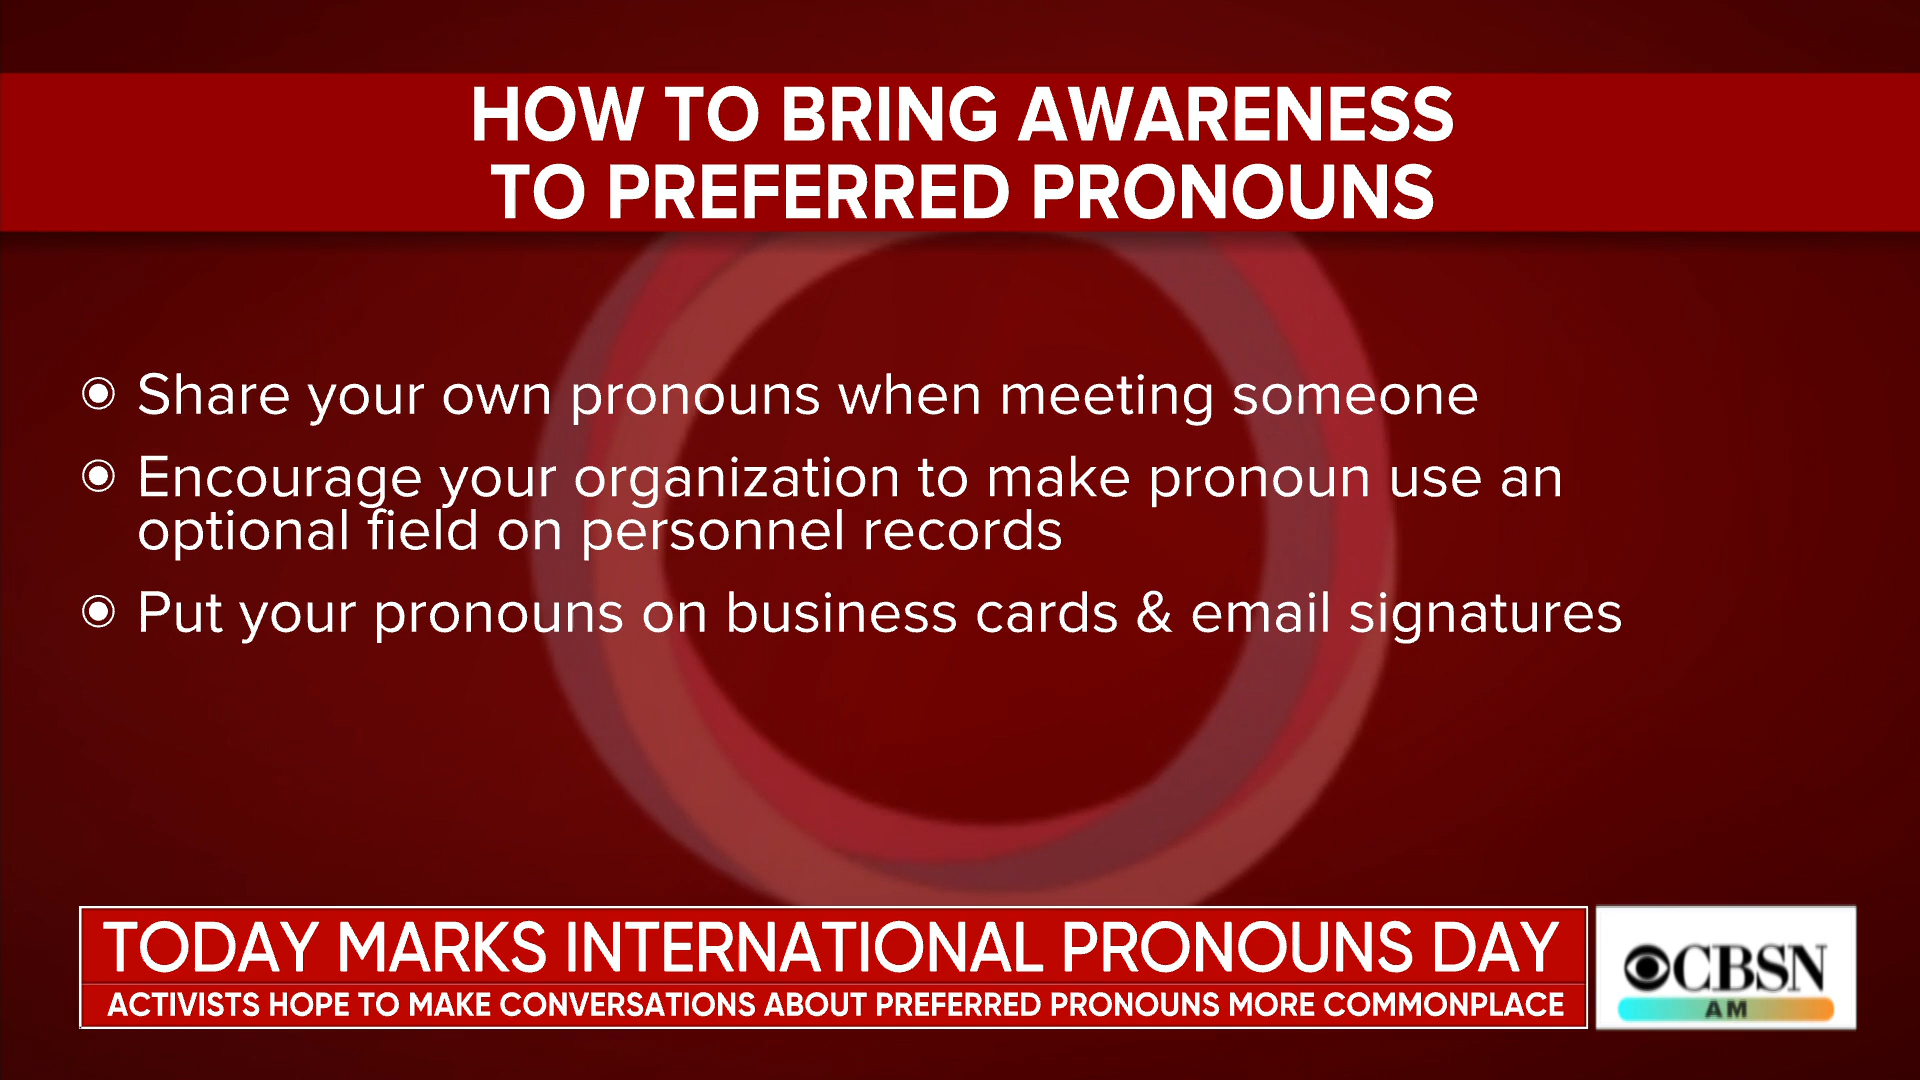 HOW TO BRING AWARENESS
TO PREFERRED PRONOUNS
◉ Share your own pronouns when meeting someone
◉ Encourage your organization to make pronoun use an
optional field on personnel records
◉ Put your pronouns on business cards & email signatures
TODAY MARKS INTERNATIONAL PRONOUNS DAY
ACTIVISTS HOPE TO MAKE CONVERSATIONS ABOUT PREFERRED PRONOUNS MORE COMMONPLACE
CBSN
AM